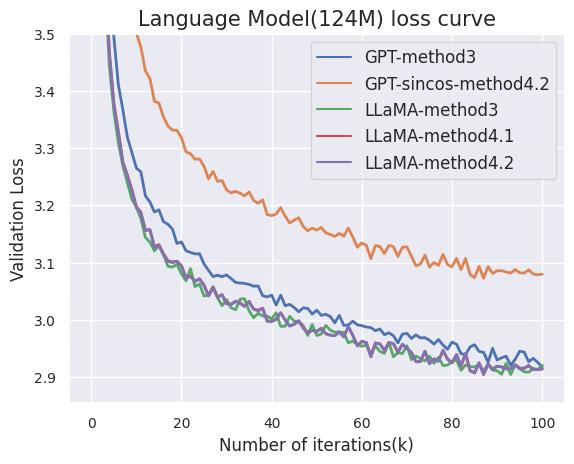 Language Model(124M) loss curve
GPT-method3
GPT-sincos-method4.2
LLaMA-method3
LLaMA-method4.1
LLaMA-method4.2
Validation Loss
3.5
3.4
3.3
3.2
3.1
3.0
2.9
0 20 40 60 80 100
Number of iterations(k)